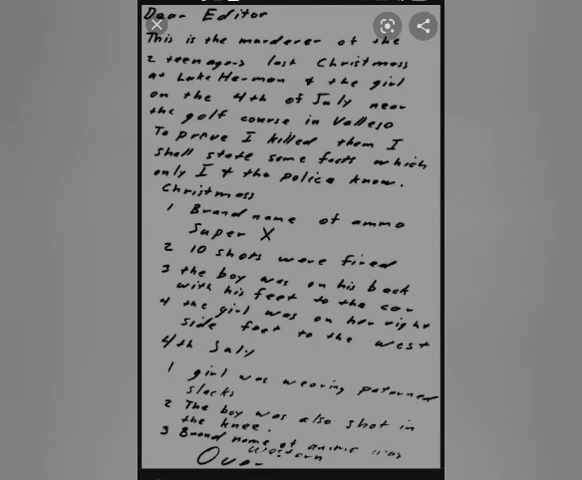 Dear Editor
This is the murderer of the
2 teenagers last Christmass
at Lake Herman & the girl
on the 4th of July near
the golf course in Vallejo
To prove I killed them I
shall state some facts which
only I & the police know.
Christmass
1 Brand name of ammo
Super X
2 10 shots were fired
3 the boy was on his back
with his feet to the car
4 the girl was on her right
side feet to the west
4th July
1 girl was wearing paterned
slacks
2 The boy was also shot in
the knee.
3 Brand name of ammo was
Western
Over